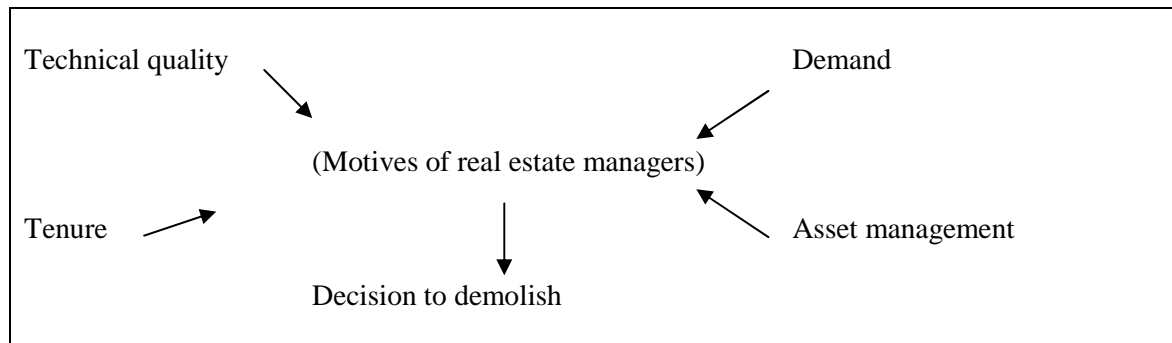 Technical quality
Demand
(Motives of real estate managers)
Tenure
Asset management
Decision to demolish